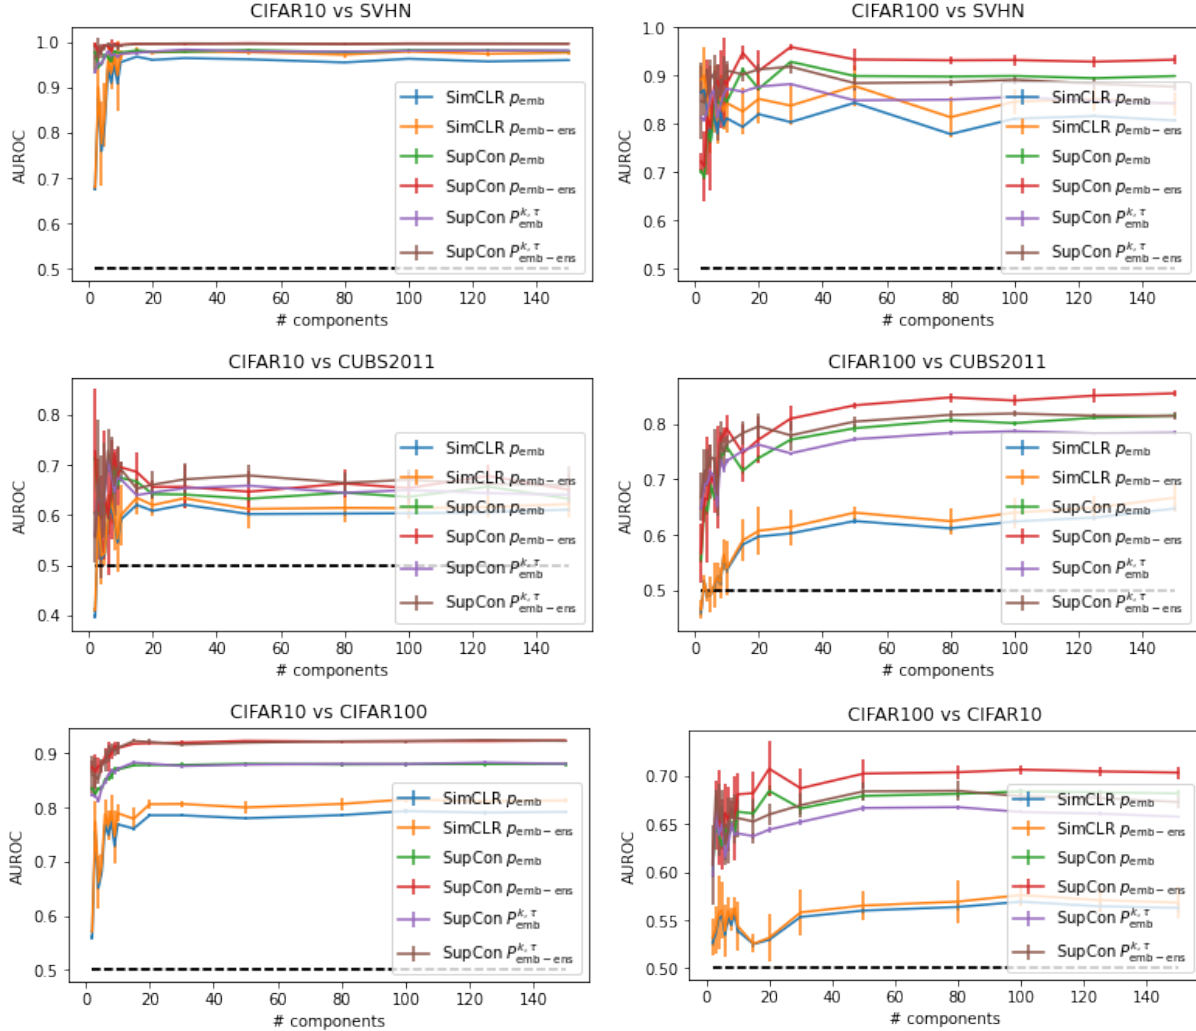 CIFAR10 vs SVHN
AUROC
1.0
0.9
0.8
0.7
0.6
0.5
SimCLR p_emb
SimCLR p_emb−ens
SupCon p_emb
SupCon p_emb−ens
SupCon P_emb^k,τ
SupCon P_emb−ens^k,τ
0 20 40 60 80 100 120 140
# components
CIFAR100 vs SVHN
AUROC
1.0
0.9
0.8
0.7
0.6
0.5
SimCLR p_emb
SimCLR p_emb−ens
SupCon p_emb
SupCon p_emb−ens
SupCon P_emb^k,τ
SupCon P_emb−ens^k,τ
0 20 40 60 80 100 120 140
# components
CIFAR10 vs CUBS2011
AUROC
0.8
0.7
0.6
0.5
0.4
SimCLR p_emb
SimCLR p_emb−ens
SupCon p_emb
SupCon p_emb−ens
SupCon P_emb^k,τ
SupCon P_emb−ens^k,τ
0 20 40 60 80 100 120 140
# components
CIFAR100 vs CUBS2011
AUROC
0.8
0.7
0.6
0.5
SimCLR p_emb
SimCLR p_emb−ens
SupCon p_emb
SupCon p_emb−ens
SupCon P_emb^k,τ
SupCon P_emb−ens^k,τ
0 20 40 60 80 100 120 140
# components
CIFAR10 vs CIFAR100
AUROC
0.9
0.8
0.7
0.6
0.5
SimCLR p_emb
SimCLR p_emb−ens
SupCon p_emb
SupCon p_emb−ens
SupCon P_emb^k,τ
SupCon P_emb−ens^k,τ
0 20 40 60 80 100 120 140
# components
CIFAR100 vs CIFAR10
AUROC
0.70
0.65
0.60
0.55
0.50
SimCLR p_emb
SimCLR p_emb−ens
SupCon p_emb
SupCon p_emb−ens
SupCon P_emb^k,τ
SupCon P_emb−ens^k,τ
0 20 40 60 80 100 120 140
# components